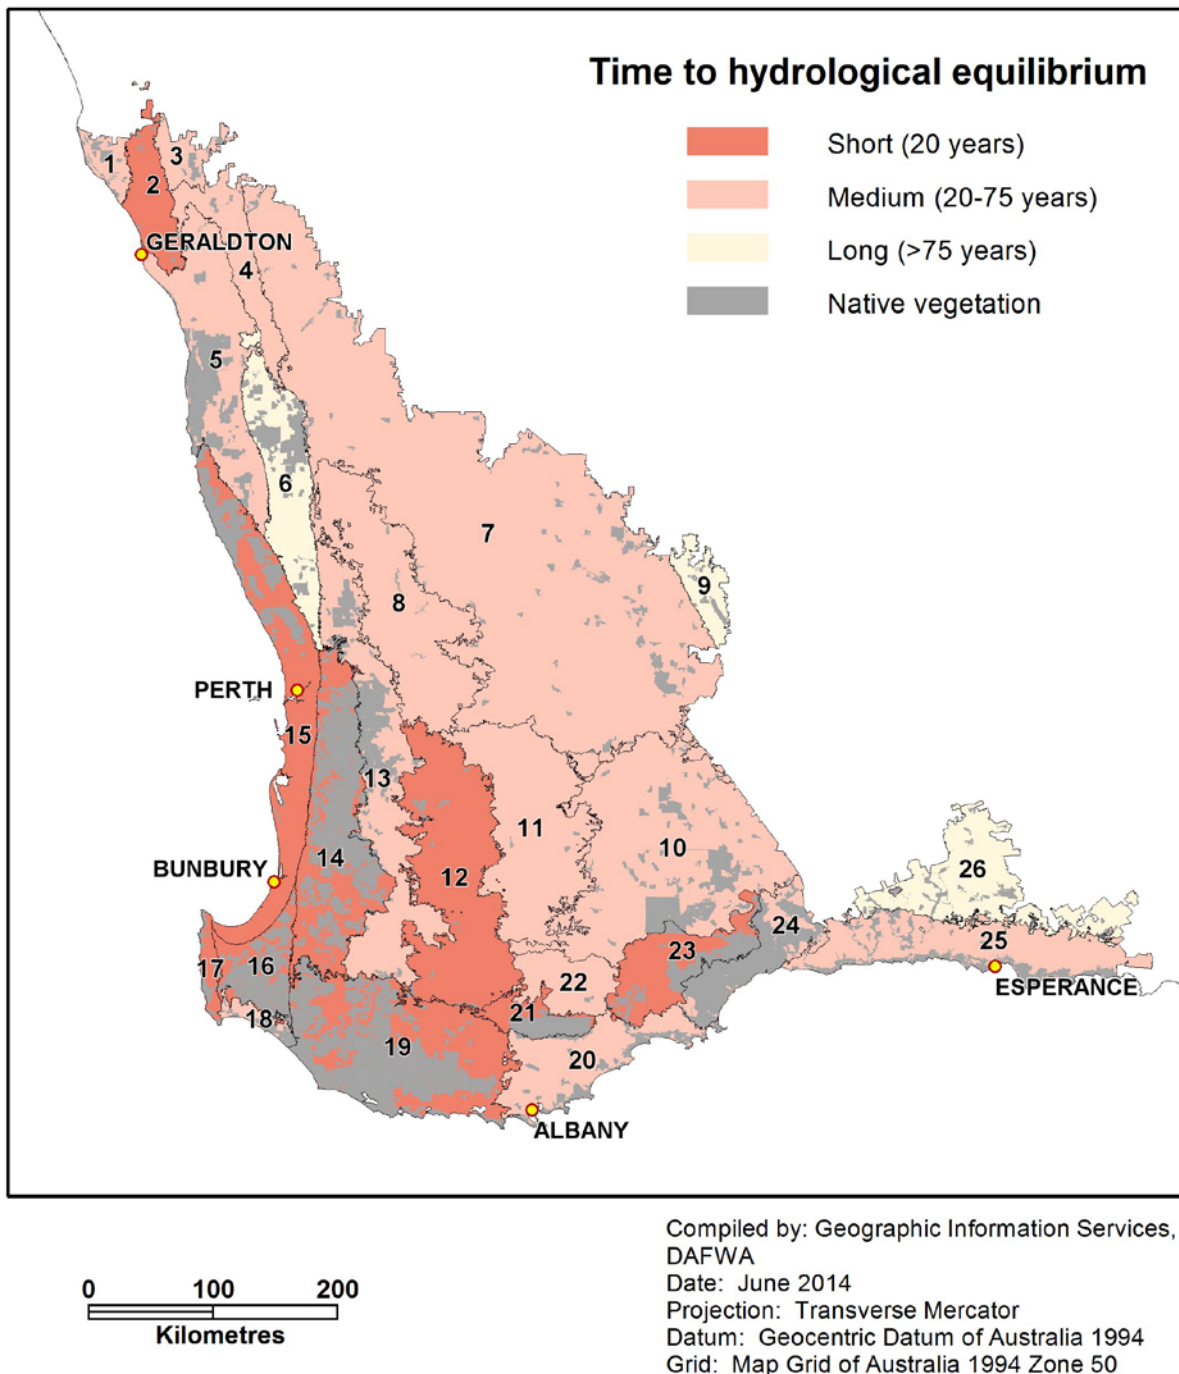 Time to hydrological equilibrium
Short (20 years)
Medium (20-75 years)
Long (>75 years)
Native vegetation
1
2
3
GERALDTON
4
5
6
7
8
9
PERTH
15
13
11
10
BUNBURY
14
12
26
24
23
25
17
16
22
ESPERANCE
18
21
19
20
ALBANY
0 100 200
Kilometres
Compiled by: Geographic Information Services,
DAFWA
Date: June 2014
Projection: Transverse Mercator
Datum: Geocentric Datum of Australia 1994
Grid: Map Grid of Australia 1994 Zone 50